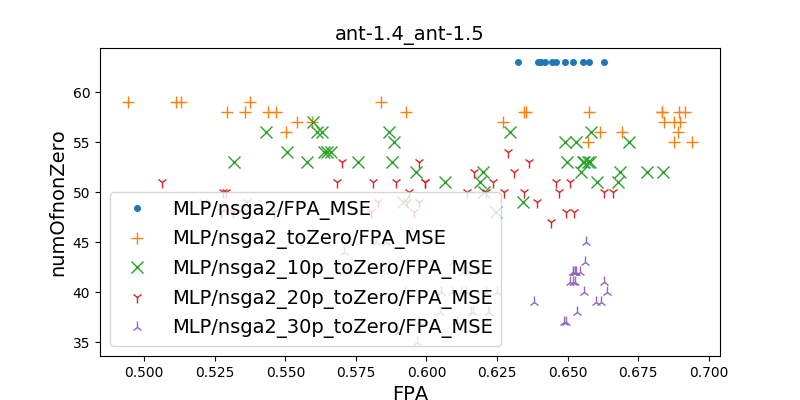 ant-1.4_ant-1.5
numOfnonZero
60
55
50
45
40
35
MLP/nsga2/FPA_MSE
MLP/nsga2_toZero/FPA_MSE
MLP/nsga2_10p_toZero/FPA_MSE
MLP/nsga2_20p_toZero/FPA_MSE
MLP/nsga2_30p_toZero/FPA_MSE
0.500 0.525 0.550 0.575 0.600 0.625 0.650 0.675 0.700
FPA